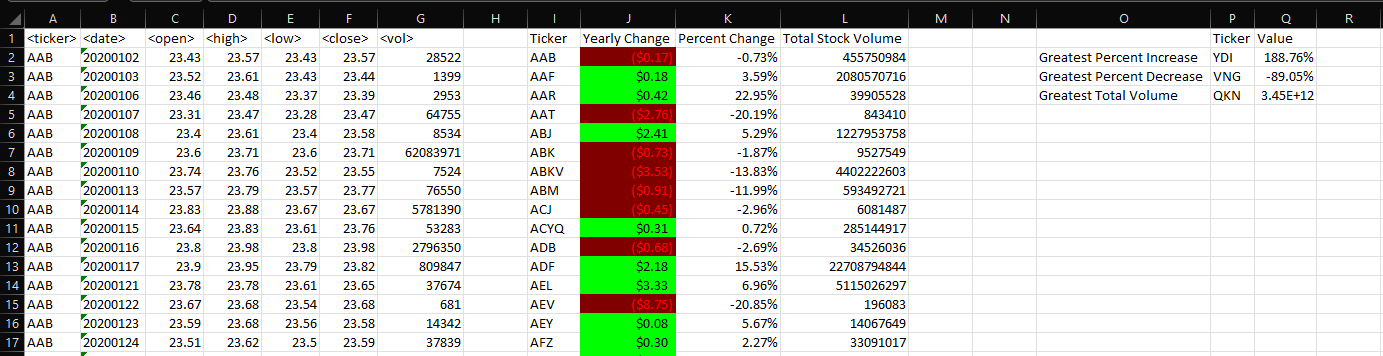 A B C D E F G H I J K L M N O P Q R
1 <ticker> <date> <open> <high> <low> <close> <vol> Ticker Yearly Change Percent Change Total Stock Volume Ticker Value
2 AAB 20200102 23.43 23.57 23.43 23.57 28522 AAB ($0.17) -0.73% 455750984 Greatest Percent Increase YDI 188.76%
3 AAB 20200103 23.52 23.61 23.43 23.44 1399 AAF $0.18 3.59% 2080570716 Greatest Percent Decrease VNG -89.05%
4 AAB 20200106 23.46 23.48 23.37 23.39 2953 AAR $0.42 22.95% 39905528 Greatest Total Volume QKN 3.45E+12
5 AAB 20200107 23.31 23.47 23.28 23.47 64755 AAT ($2.76) -20.19% 843410
6 AAB 20200108 23.4 23.61 23.4 23.58 8534 ABJ $2.41 5.29% 1227953758
7 AAB 20200109 23.6 23.71 23.6 23.71 62083971 ABK ($0.73) -1.87% 9527549
8 AAB 20200110 23.74 23.76 23.52 23.55 7524 ABKV ($3.53) -13.83% 4402222603
9 AAB 20200113 23.57 23.79 23.57 23.77 76550 ABM ($0.91) -11.99% 593492721
10 AAB 20200114 23.83 23.88 23.67 23.67 5781390 ACJ ($0.45) -2.96% 6081487
11 AAB 20200115 23.64 23.83 23.61 23.76 53283 ACYQ $0.31 0.72% 285144917
12 AAB 20200116 23.8 23.98 23.8 23.98 2796350 ADB ($0.68) -2.69% 34526036
13 AAB 20200117 23.9 23.95 23.79 23.82 809847 ADF $2.18 15.53% 22708794844
14 AAB 20200121 23.78 23.78 23.61 23.65 37674 AEL $3.33 6.96% 5115026297
15 AAB 20200122 23.67 23.68 23.54 23.68 681 AEV ($8.75) -20.85% 196083
16 AAB 20200123 23.59 23.68 23.56 23.58 14342 AEY $0.08 5.67% 14067649
17 AAB 20200124 23.51 23.62 23.5 23.59 37839 AFZ $0.30 2.27% 33091017